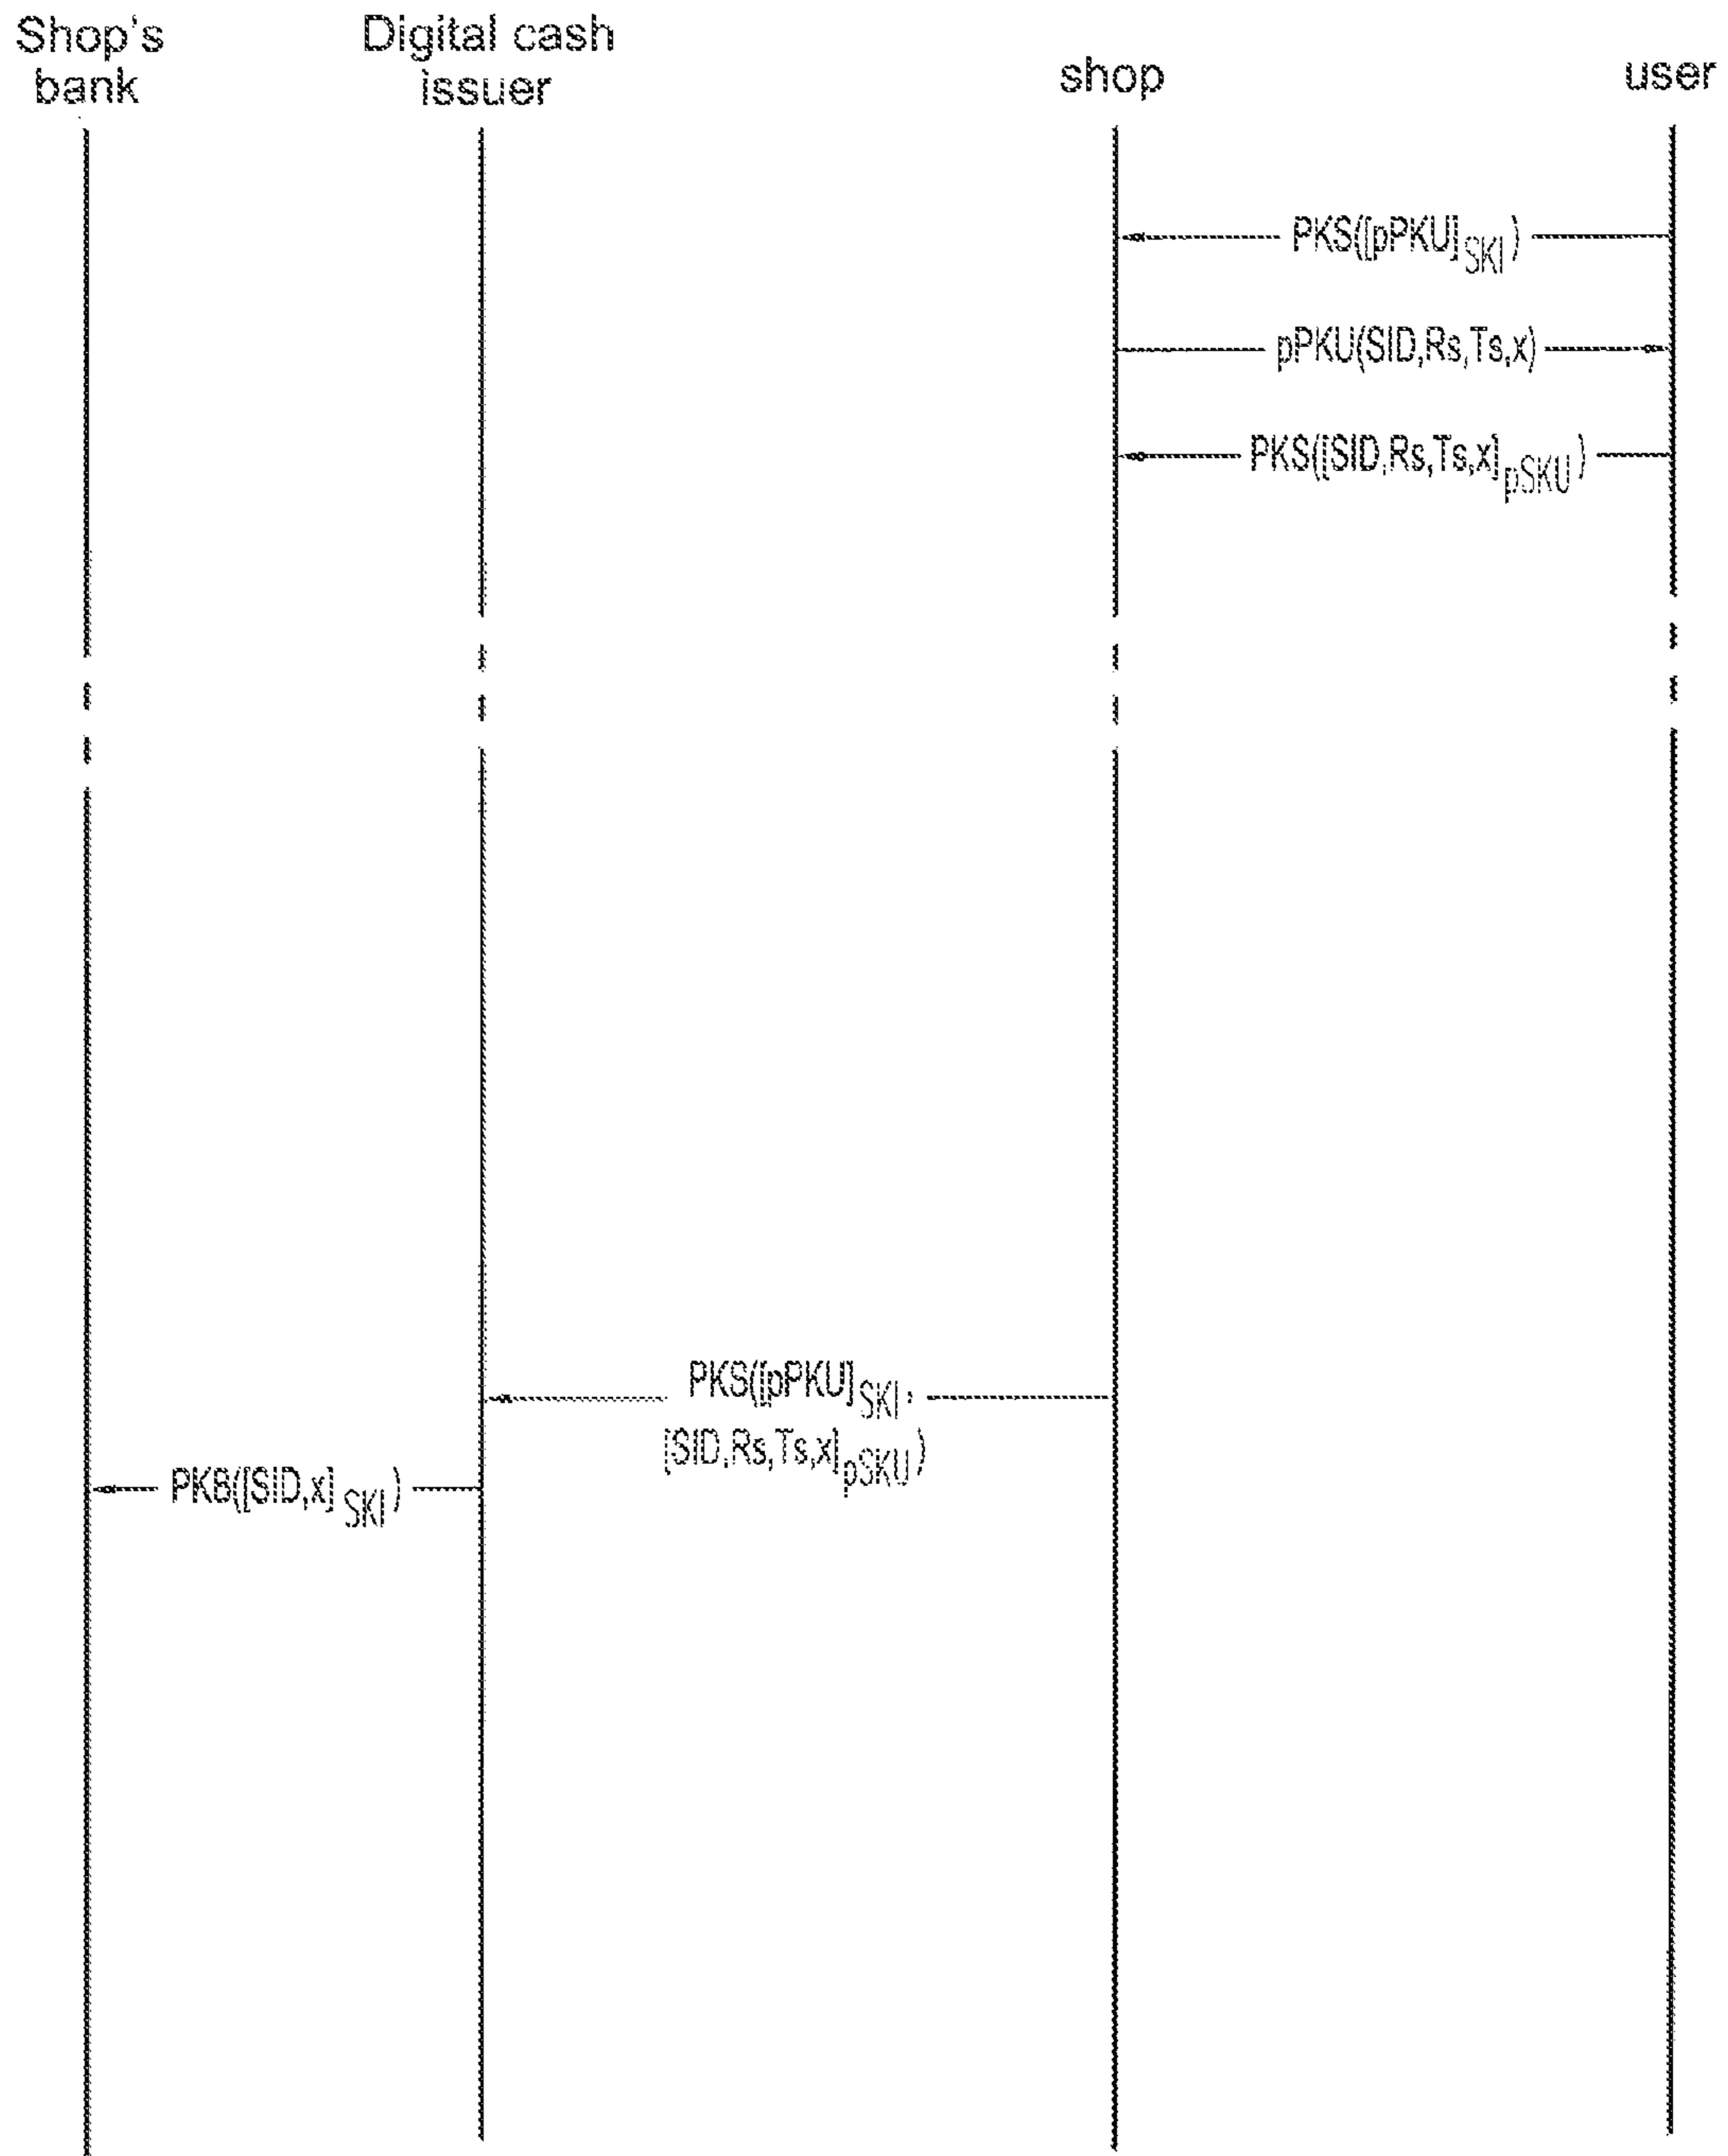 Shop's
bank
Digital cash
issuer
shop
user
PKS([pPKU]SKI)
pPKU(SID,Rs,Ts,x)
PKS([SID,Rs,Ts,x]pSKU)
PKS([pPKU]SKI,
[SID,Rs,Ts,x]pSKU)
PKB([SID,x]SKI)